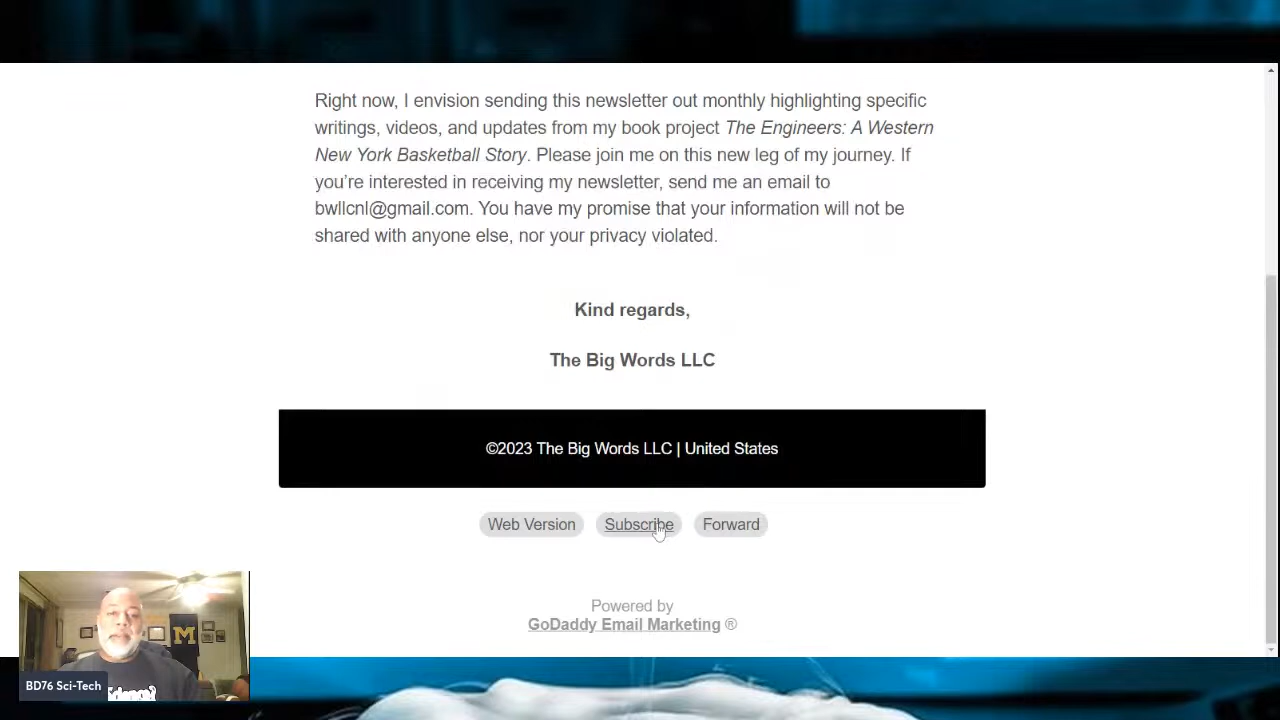 Right now, I envision sending this newsletter out monthly highlighting specific
writings, videos, and updates from my book project The Engineers: A Western
New York Basketball Story. Please join me on this new leg of my journey. If
you’re interested in receiving my newsletter, send me an email to
bwllcnl@gmail.com. You have my promise that your information will not be
shared with anyone else, nor your privacy violated.
Kind regards,
The Big Words LLC
©2023 The Big Words LLC | United States
Web Version Subscribe Forward
Powered by
GoDaddy Email Marketing ®
M
BD76 Sci-Tech